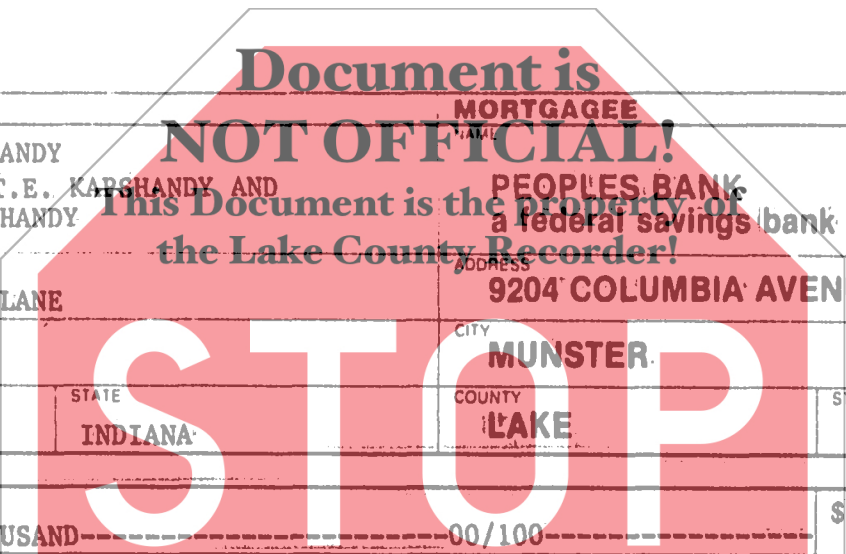 Document is
MORTGAGEE
NOT OFFICIAL!
NAME
ANDY
T.E. KARSHANDY AND
PEOPLES BANK
HANDY
This Document is the property of
a federal savings bank
the Lake County Recorder!
ADDRESS
LANE
9204 COLUMBIA AVEN
CITY
MUNSTER
STATE
COUNTY
INDIANA
LAKE
STOP
$
USAND-----------------------------00/100---------------------